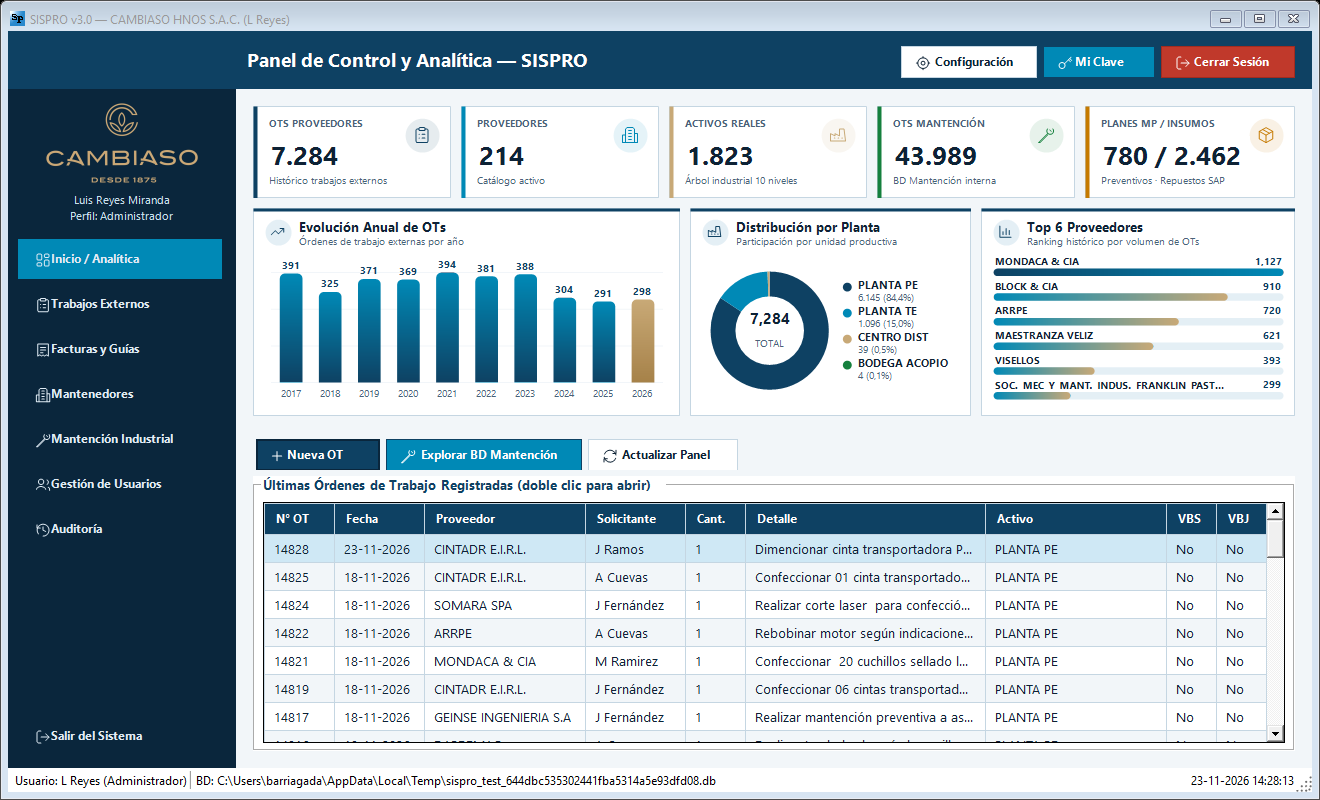 Sp SISPRO v3.0 — CAMBIASO HNOS S.A.C. (L Reyes)
Panel de Control y Analítica — SISPRO
Configuración
Mi Clave
Cerrar Sesión
CAMBIASO
DESDE 1875
Luis Reyes Miranda
Perfil: Administrador
Inicio / Analítica
Trabajos Externos
Facturas y Guías
Mantenedores
Mantención Industrial
Gestión de Usuarios
Auditoría
Salir del Sistema
OTS PROVEEDORES
7.284
Histórico trabajos externos
PROVEEDORES
214
Catálogo activo
ACTIVOS REALES
1.823
Árbol industrial 10 niveles
OTS MANTENCIÓN
43.989
BD Mantención interna
PLANES MP / INSUMOS
780 / 2.462
Preventivos · Repuestos SAP
Evolución Anual de OTs
Órdenes de trabajo externas por año
391 325 371 369 394 381 388 304 291 298
2017 2018 2019 2020 2021 2022 2023 2024 2025 2026
Distribución por Planta
Participación por unidad productiva
7,284
TOTAL
PLANTA PE
6.145 (84,4%)
PLANTA TE
1.096 (15,0%)
CENTRO DIST
39 (0,5%)
BODEGA ACOPIO
4 (0,1%)
Top 6 Proveedores
Ranking histórico por volumen de OTs
MONDACA & CIA 1,127
BLOCK & CIA 910
ARRPE 720
MAESTRANZA VELIZ 621
VISELLOS 393
SOC. MEC Y MANT. INDUS. FRANKLIN PAST... 299
Nueva OT
Explorar BD Mantención
Actualizar Panel
Últimas Órdenes de Trabajo Registradas (doble clic para abrir)
N° OT Fecha Proveedor Solicitante Cant. Detalle Activo VBS VBJ
14828 23-11-2026 CINTADR E.I.R.L. J Ramos 1 Dimencionar cinta transportadora P... PLANTA PE No No
14825 18-11-2026 CINTADR E.I.R.L. A Cuevas 1 Confeccionar 01 cinta transportado... PLANTA PE No No
14824 18-11-2026 SOMARA SPA J Fernández 1 Realizar corte laser para confecció... PLANTA PE No No
14822 18-11-2026 ARRPE A Cuevas 1 Rebobinar motor según indicacione... PLANTA PE No No
14821 18-11-2026 MONDACA & CIA M Ramirez 1 Confeccionar 20 cuchillos sellado l... PLANTA PE No No
14819 18-11-2026 CINTADR E.I.R.L. J Fernández 1 Confeccionar 06 cintas transportad... PLANTA PE No No
14817 18-11-2026 GEINSE INGENIERIA S.A J Fernández 1 Realizar mantención preventiva a as... PLANTA PE No No
Usuario: L Reyes (Administrador) BD: C:\Users\barriagada\AppData\Local\Temp\sispro_test_644dbc535302441fba5314a5e93dfd08.db 23-11-2026 14:28:13